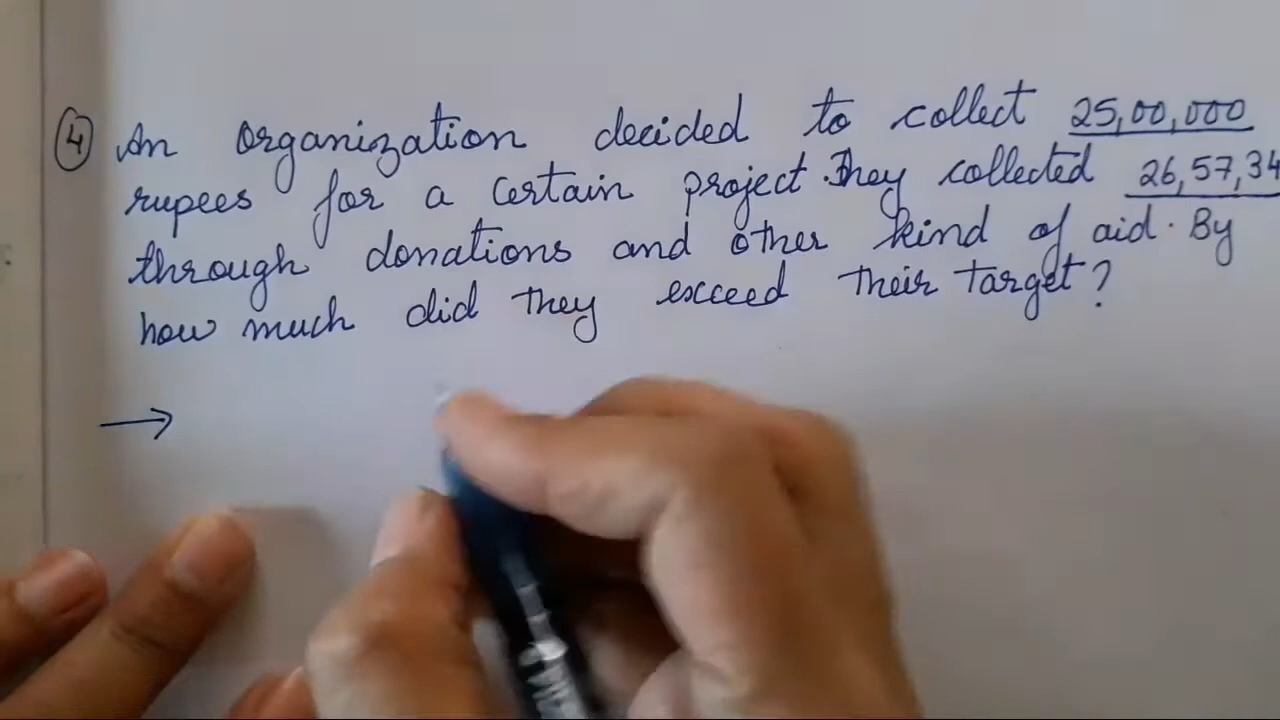 4 An organization decided to collect 25,00,000
rupees for a certain project. They collected 26,57,34
through donations and other kind of aid. By
how much did they exceed their target?